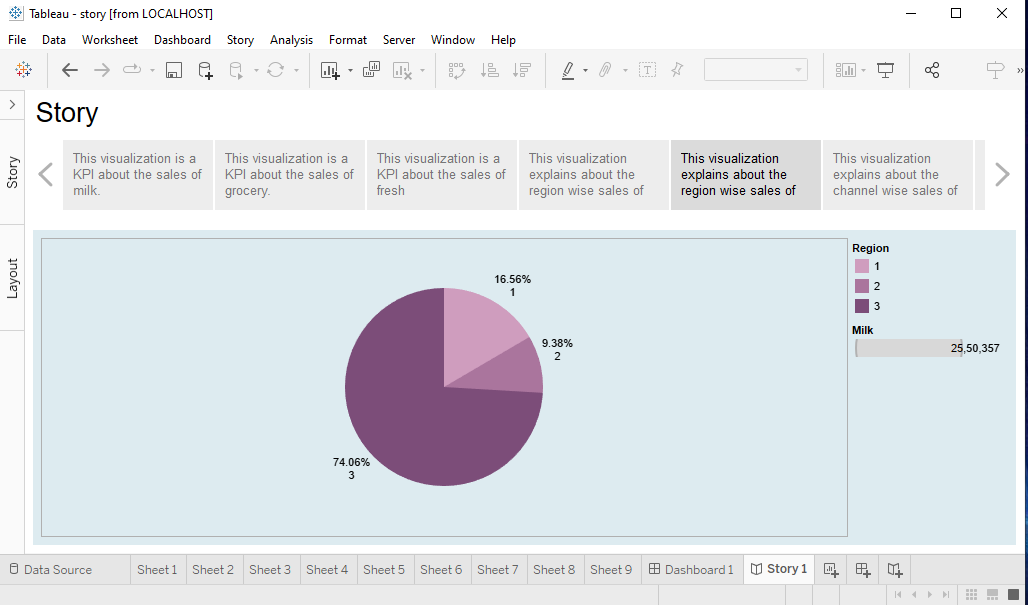 Tableau - story [from LOCALHOST]
File Data Worksheet Dashboard Story Analysis Format Server Window Help
Story
Story
Layout
This visualization is a
KPI about the sales of
milk.
This visualization is a
KPI about the sales of
grocery.
This visualization is a
KPI about the sales of
fresh
This visualization
explains about the
region wise sales of
This visualization
explains about the
region wise sales of
This visualization
explains about the
channel wise sales of
16.56%
1
9.38%
2
74.06%
3
Region
1
2
3
Milk
25,50,357
Data Source Sheet 1 Sheet 2 Sheet 3 Sheet 4 Sheet 5 Sheet 6 Sheet 7 Sheet 8 Sheet 9 Dashboard 1 Story 1